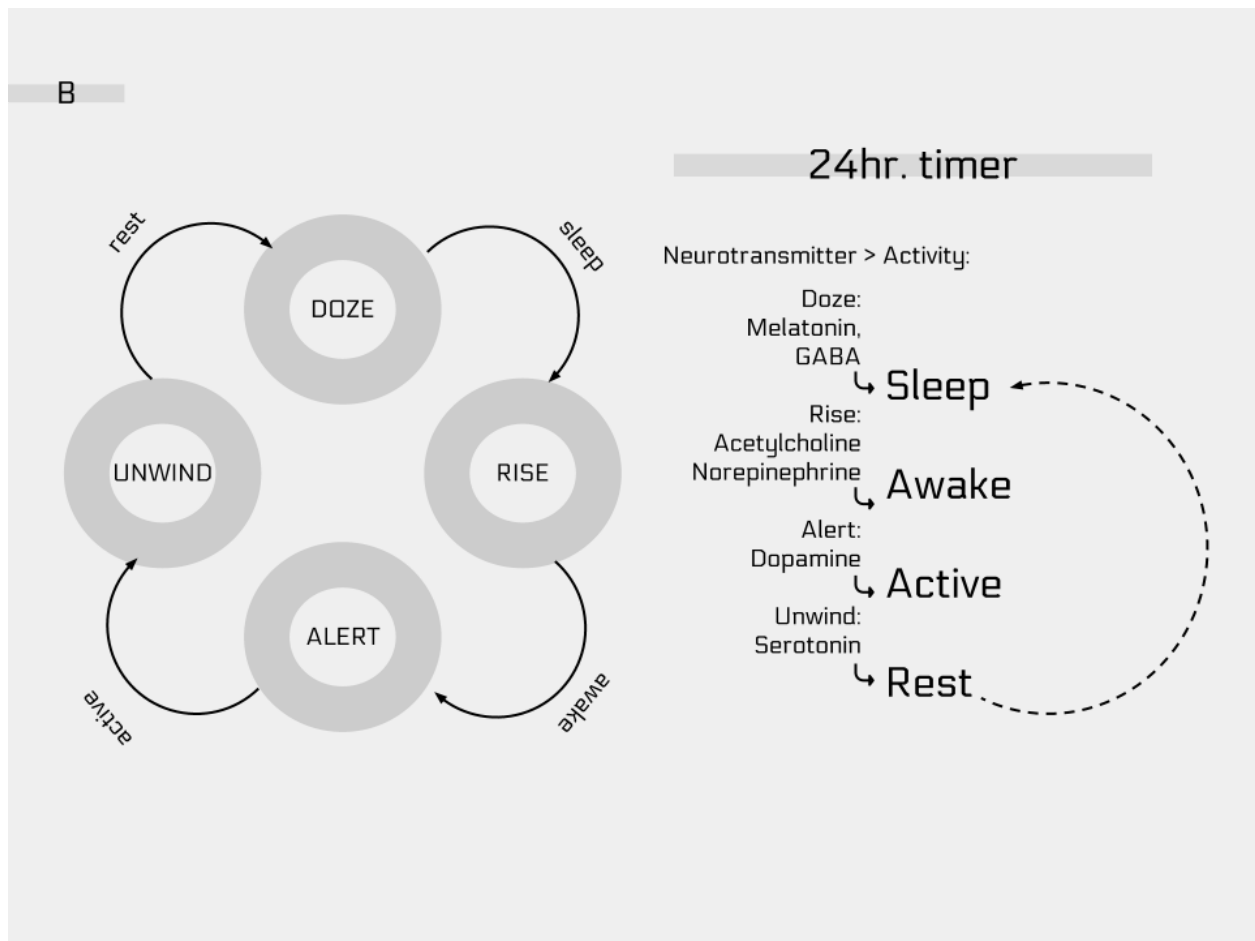 B
24hr. timer
rest
sleep
DOZE
UNWIND
RISE
ALERT
active
awake
Neurotransmitter > Activity:
Doze:
Melatonin,
GABA
Sleep
Rise:
Acetylcholine
Norepinephrine
Awake
Alert:
Dopamine
Active
Unwind:
Serotonin
Rest